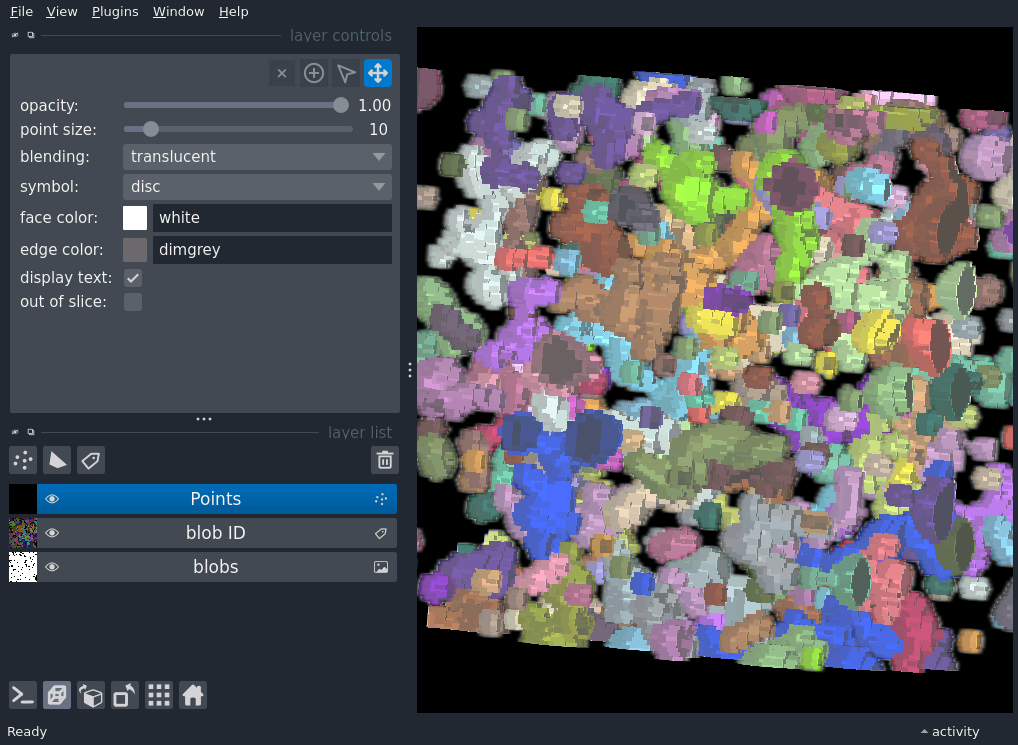 File View Plugins Window Help
layer controls
opacity: 1.00
point size: 10
blending: translucent
symbol: disc
face color: white
edge color: dimgrey
display text:
out of slice:
layer list
Points
blob ID
blobs
Ready
activity